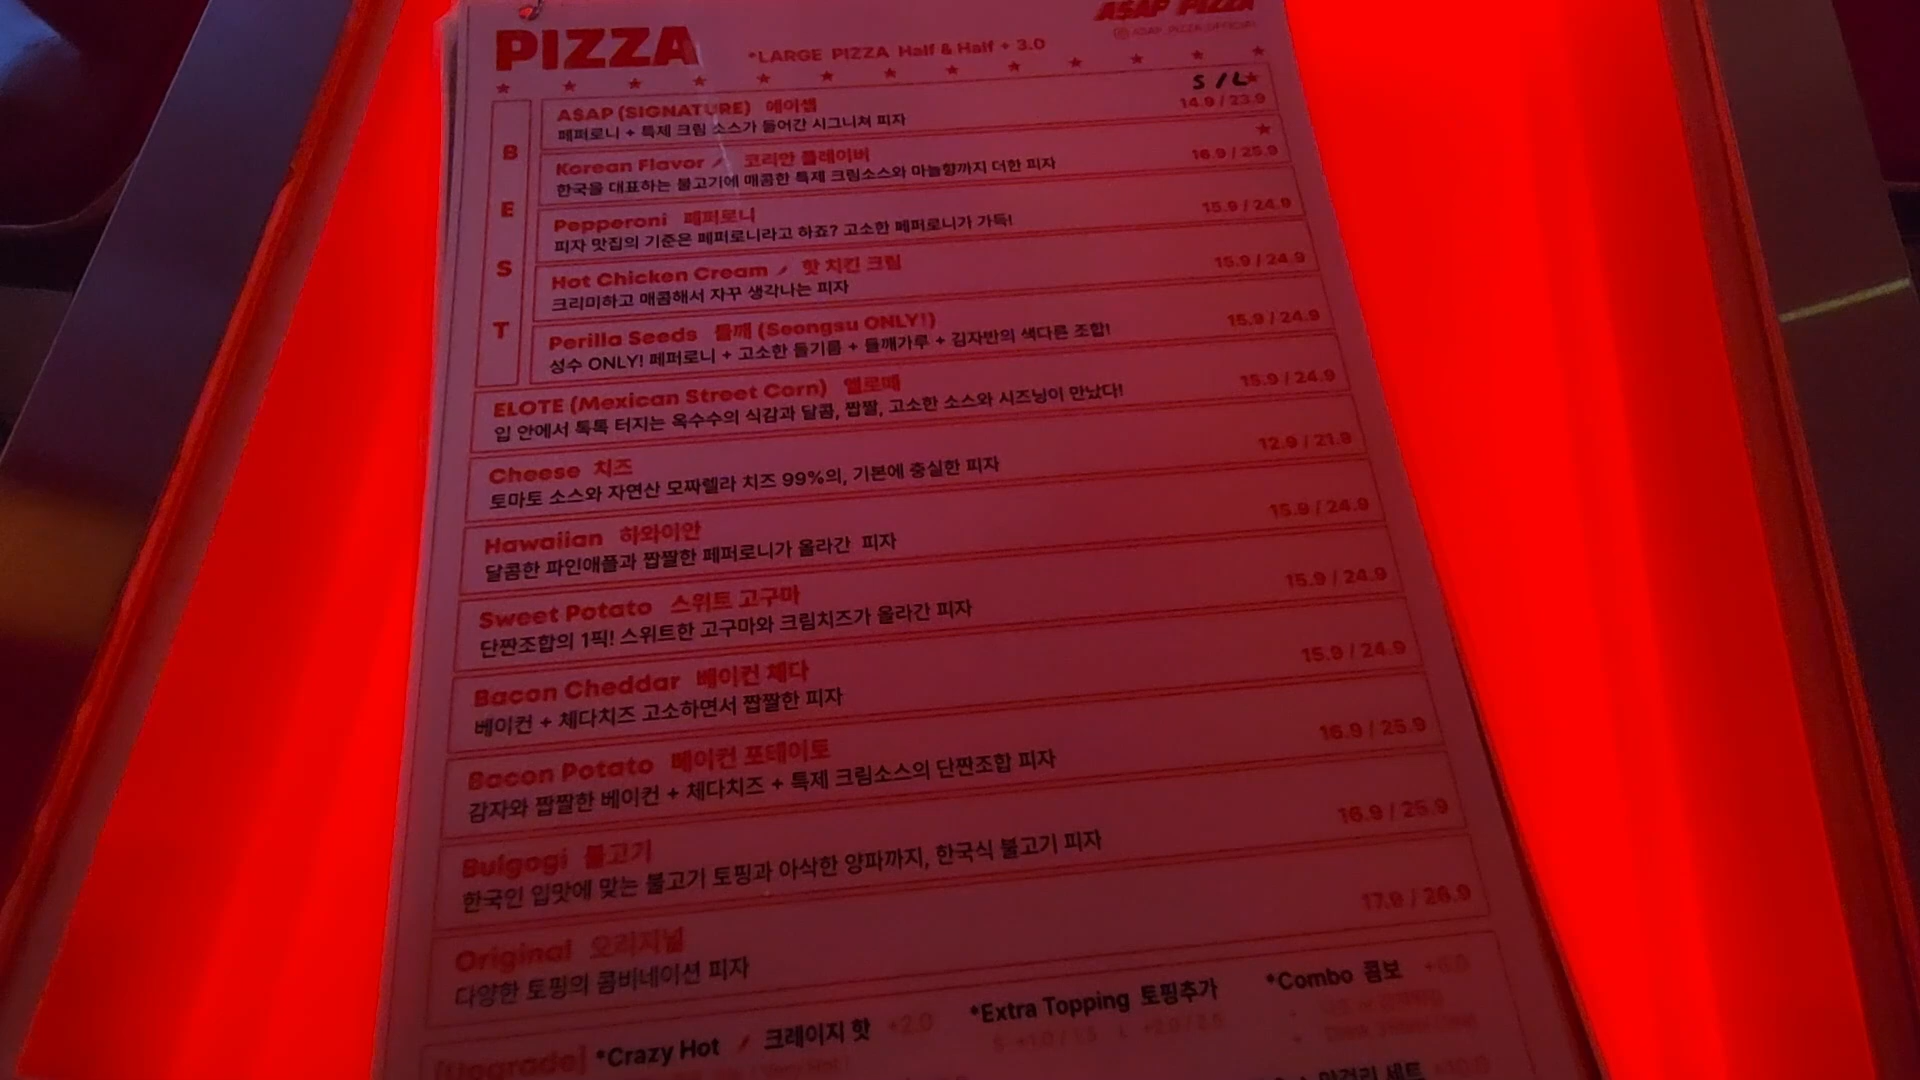 PIZZA
*LARGE PIZZA Half & Half + 3.0
A$AP PIZZA
@ASAP_PIZZA_OFFICIAL
S / L
BEST
A$AP (SIGNATURE) 에이셉
14.9 / 23.9
페퍼로니 + 특제 크림 소스가 들어간 시그니쳐 피자
Korean Flavor 코리안 플레이버
16.9 / 25.9
한국을 대표하는 불고기에 매콤한 특제 크림소스와 마늘향까지 더한 피자
Pepperoni 페퍼로니
15.9 / 24.9
피자 맛집의 기준은 페퍼로니라고 하죠? 고소한 페퍼로니가 가득!
Hot Chicken Cream 핫 치킨 크림
15.9 / 24.9
크리미하고 매콤해서 자꾸 생각나는 피자
Perilla Seeds 들깨 (Seongsu ONLY!)
15.9 / 24.9
성수 ONLY! 페퍼로니 + 고소한 들기름 + 들깨가루 + 김자반의 색다른 조합!
ELOTE (Mexican Street Corn) 엘로떼
15.9 / 24.9
입 안에서 톡톡 터지는 옥수수의 식감과 달콤, 짭짤, 고소한 소스와 시즈닝이 만났다!
Cheese 치즈
12.9 / 21.9
토마토 소스와 자연산 모짜렐라 치즈 99%의, 기본에 충실한 피자
Hawaiian 하와이안
15.9 / 24.9
달콤한 파인애플과 짭짤한 페퍼로니가 올라간 피자
Sweet Potato 스위트 고구마
15.9 / 24.9
단짠조합의 1픽! 스위트한 고구마와 크림치즈가 올라간 피자
Bacon Cheddar 베이컨 체다
15.9 / 24.9
베이컨 + 체다치즈 고소하면서 짭짤한 피자
Bacon Potato 베이컨 포테이토
16.9 / 25.9
감자와 짭짤한 베이컨 + 체다치즈 + 특제 크림소스의 단짠조합 피자
Bulgogi 불고기
16.9 / 25.9
한국인 입맛에 맞는 불고기 토핑과 아삭한 양파까지, 한국식 불고기 피자
Original 오리지널
17.9 / 26.9
다양한 토핑의 콤비네이션 피자
[Upgrade] *Crazy Hot 크레이지 핫 +2.0
*Extra Topping 토핑추가
*Combo 콤보